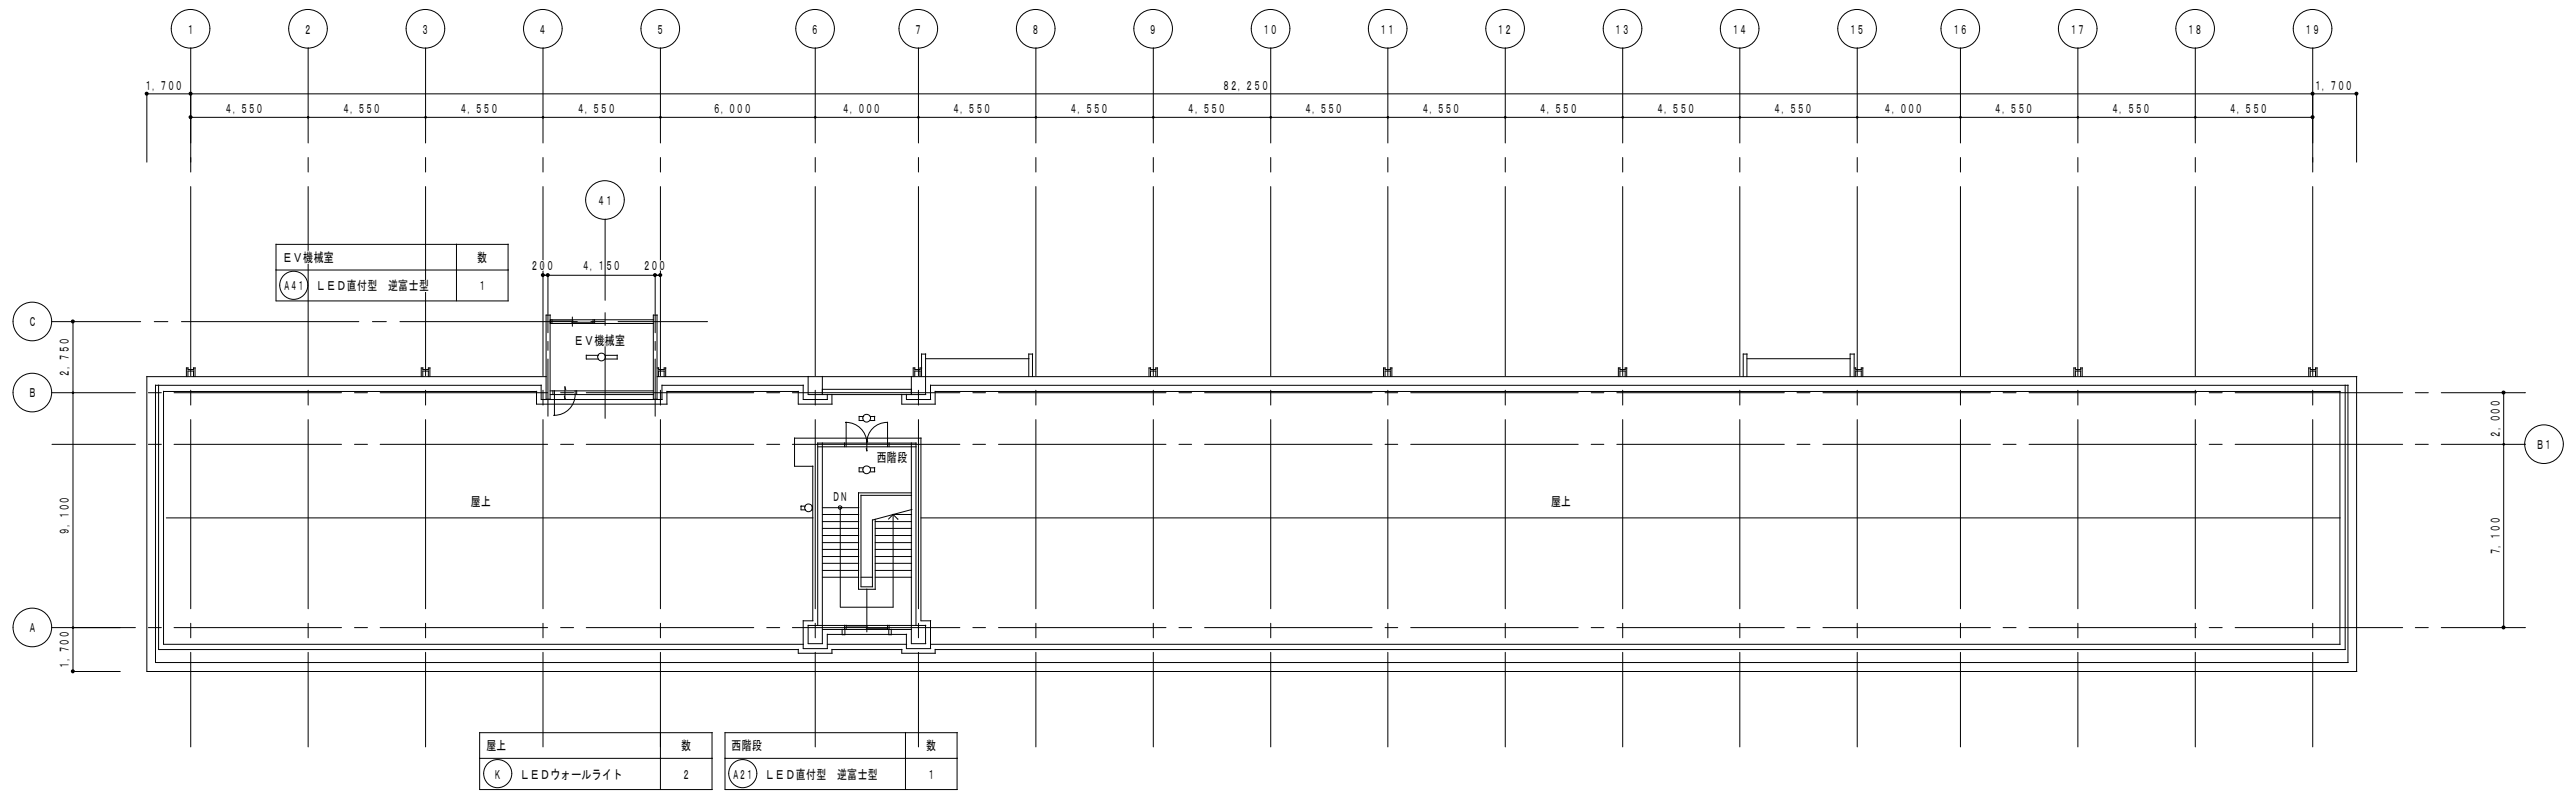 1 2 3 4 5 6 7 8 9 10 11 12 13 14 15 16 17 18 19
1,700 82,250 1,700
4,550 4,550 4,550 4,550 6,000 4,000 4,550 4,550 4,550 4,550 4,550 4,550 4,550 4,550 4,000 4,550 4,550 4,550
41
EV機械室 数
A41 LED直付型 逆富士型 1
200 4,150 200
C
2,750
EV機械室
B
2,000
B1
西階段
DN
屋上
屋上
9,100
7,100
A
1,700
屋上 数
K LEDウォールライト 2
西階段 数
A21 LED直付型 逆富士型 1